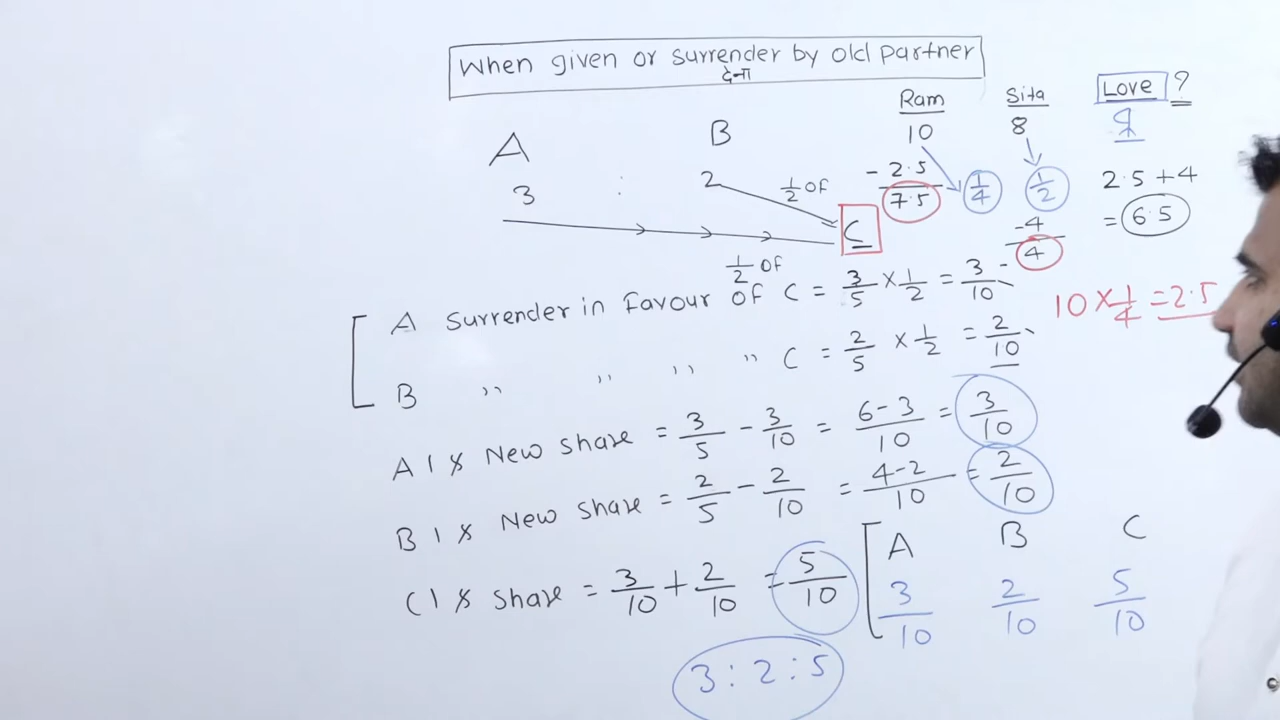 When given or surrender by old partner
देना
Ram Sita Love ?
10 8 9
A B
3 : 2
1/2 OF
C
1/2 OF
- 2.5
7.5
1/4 1/2
-4
4
2.5 + 4
= 6.5
10 × 1/4 = 2.5
A Surrender in Favour of C = 3/5 × 1/2 = 3/10
B ,, ,, ,, ,, C = 2/5 × 1/2 = 2/10
A's New share = 3/5 - 3/10 = 6-3/10 = 3/10
B's New share = 2/5 - 2/10 = 4-2/10 = 2/10
C's share = 3/10 + 2/10 = 5/10
A B C
3/10 2/10 5/10
3 : 2 : 5